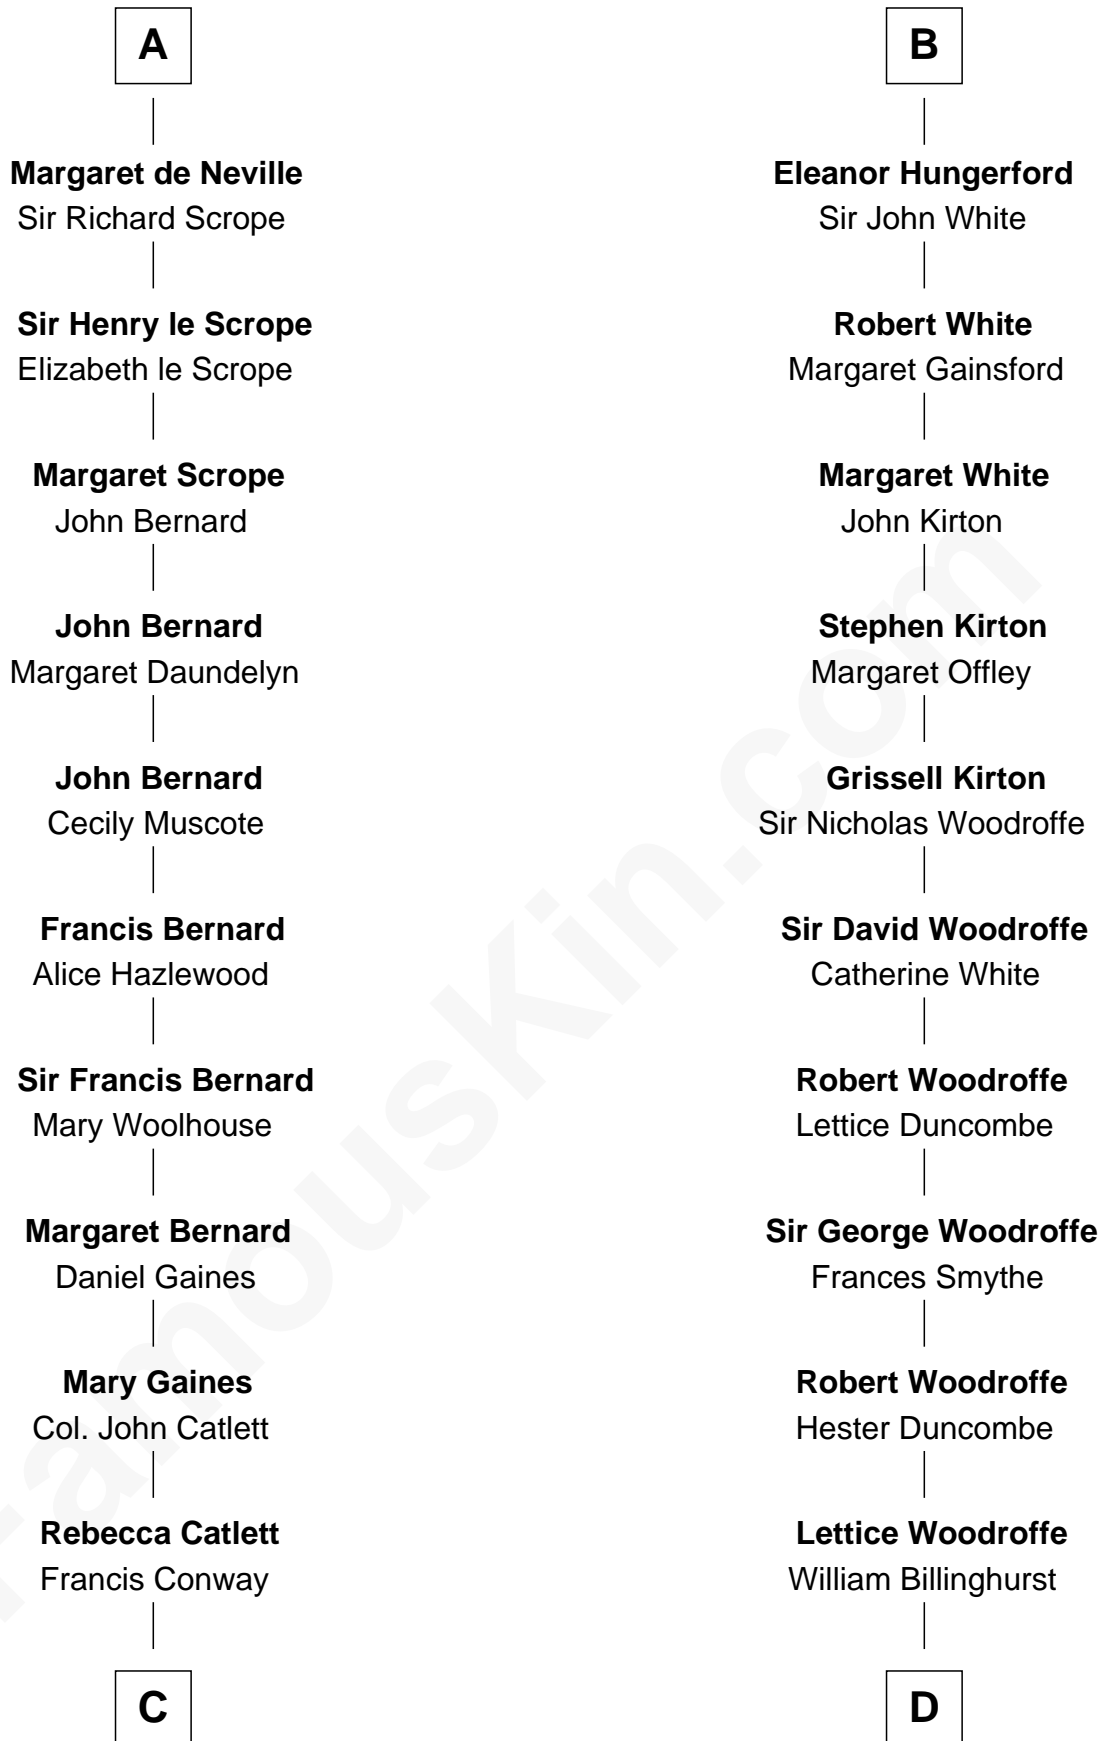 A
Margaret de Neville
Sir Richard Scrope
Sir Henry le Scrope
Elizabeth le Scrope
Margaret Scrope
John Bernard
John Bernard
Margaret Daundelyn
John Bernard
Cecily Muscote
Francis Bernard
Alice Hazlewood
Sir Francis Bernard
Mary Woolhouse
Margaret Bernard
Daniel Gaines
Mary Gaines
Col. John Catlett
Rebecca Catlett
Francis Conway
C
B
Eleanor Hungerford
Sir John White
Robert White
Margaret Gainsford
Margaret White
John Kirton
Stephen Kirton
Margaret Offley
Grissell Kirton
Sir Nicholas Woodroffe
Sir David Woodroffe
Catherine White
Robert Woodroffe
Lettice Duncombe
Sir George Woodroffe
Frances Smythe
Robert Woodroffe
Hester Duncombe
Lettice Woodroffe
William Billinghurst
D
FamousKin.com